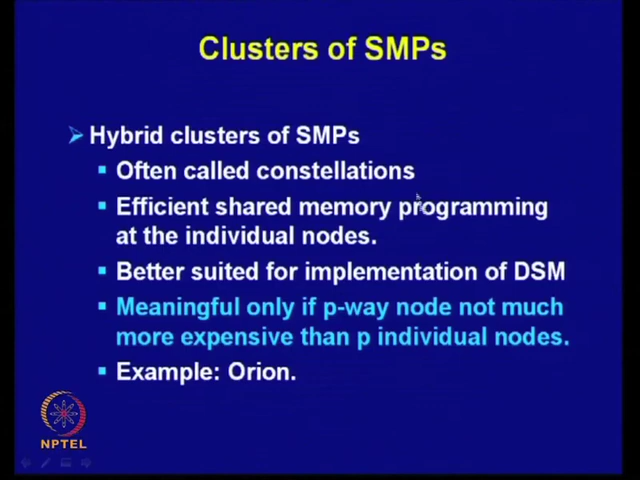 Clusters of SMPs
Hybrid clusters of SMPs
Often called constellations
Efficient shared memory programming
at the individual nodes.
Better suited for implementation of DSM
Meaningful only if p-way node not much
more expensive than p individual nodes.
Example: Orion.
NPTEL